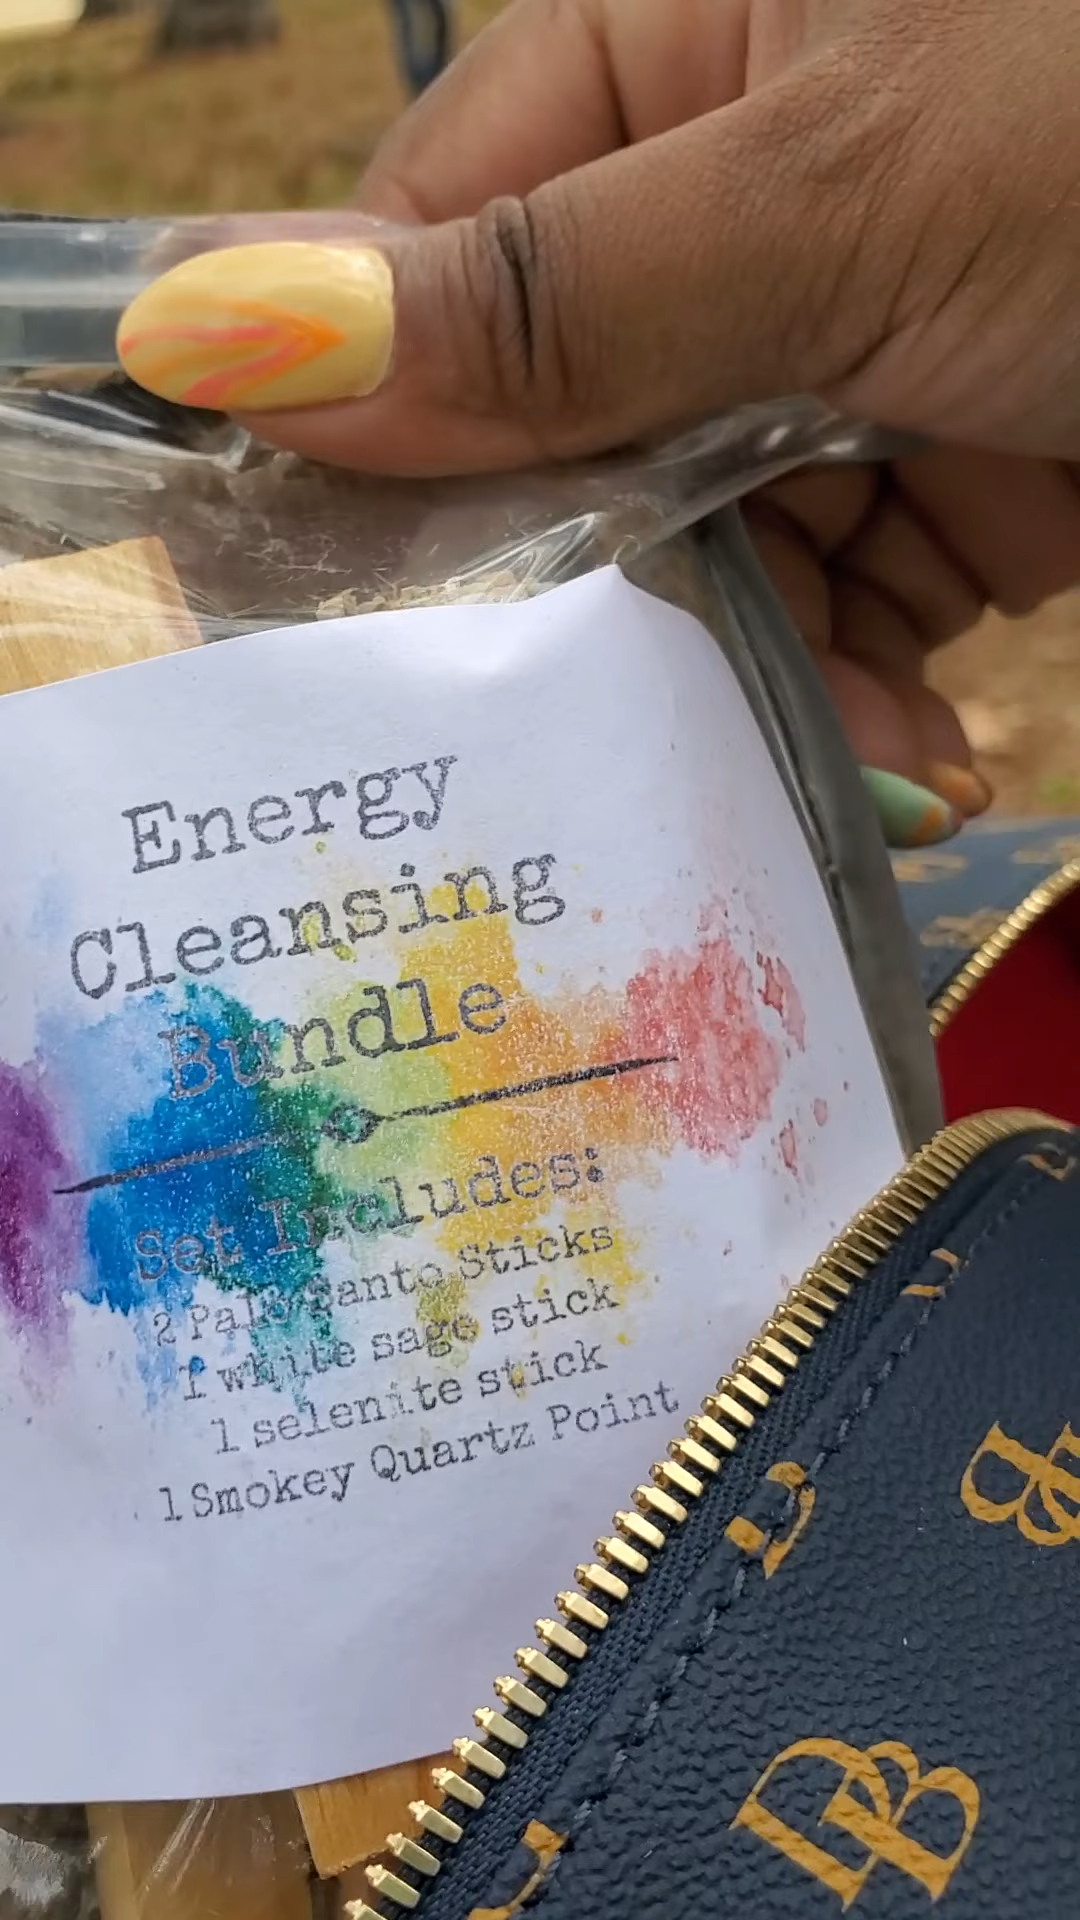 Energy
Cleansing
Bundle
Set Includes:
2 Palo Santo Sticks
1 white sage stick
1 selenite stick
1 Smokey Quartz Point
B
DB